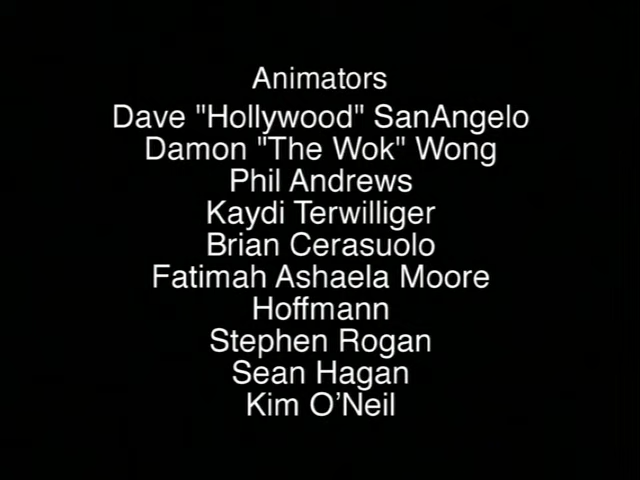 Animators
Dave "Hollywood" SanAngelo
Damon "The Wok" Wong
Phil Andrews
Kaydi Terwilliger
Brian Cerasuolo
Fatimah Ashaela Moore
Hoffmann
Stephen Rogan
Sean Hagan
Kim O’Neil